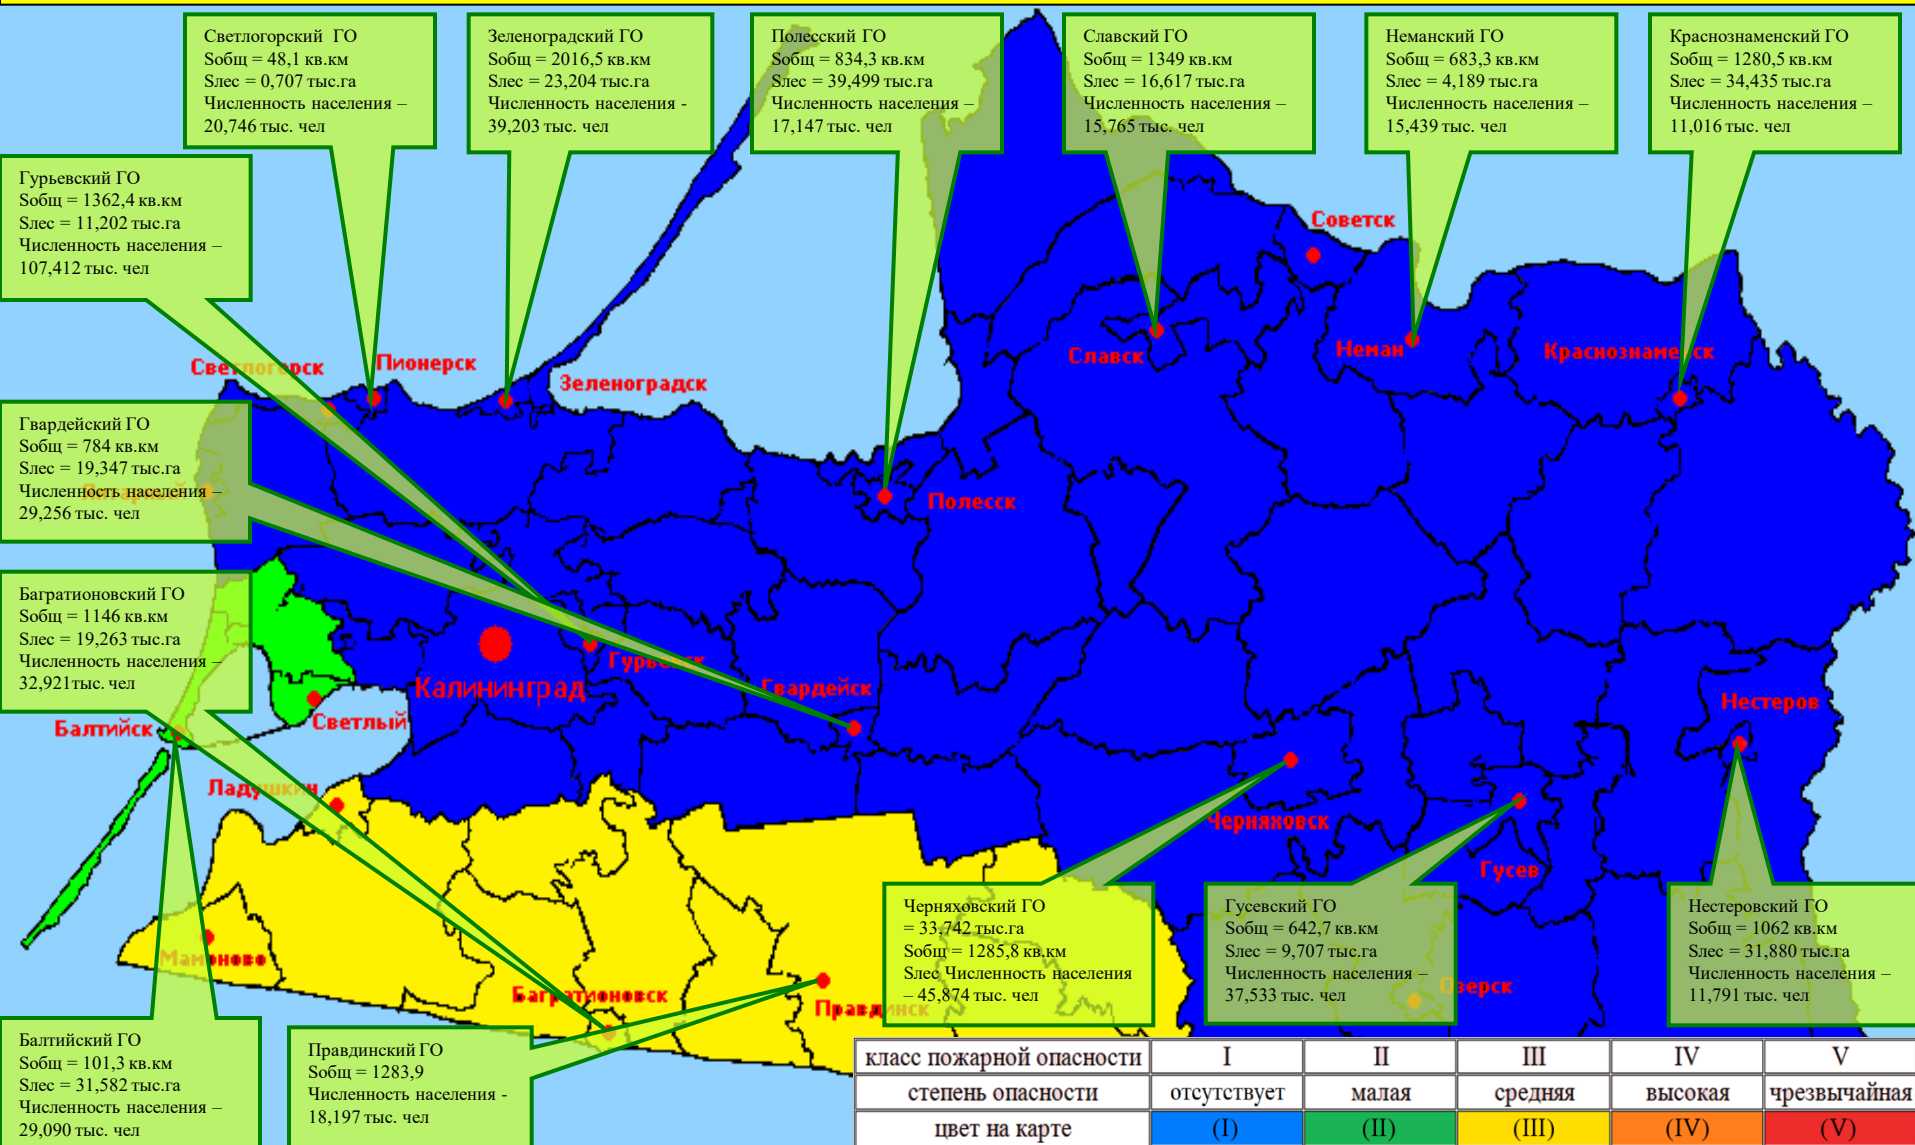 Светлогорский ГО
Sобщ = 48,1 кв.км
Sлес = 0,707 тыс.га
Численность населения –
20,746 тыс. чел
Зеленоградский ГО
Sобщ = 2016,5 кв.км
Sлес = 23,204 тыс.га
Численность населения -
39,203 тыс. чел
Полесский ГО
Sобщ = 834,3 кв.км
Sлес = 39,499 тыс.га
Численность населения –
17,147 тыс. чел
Славский ГО
Sобщ = 1349 кв.км
Sлес = 16,617 тыс.га
Численность населения –
15,765 тыс. чел
Неманский ГО
Sобщ = 683,3 кв.км
Sлес = 4,189 тыс.га
Численность населения –
15,439 тыс. чел
Краснознаменский ГО
Sобщ = 1280,5 кв.км
Sлес = 34,435 тыс.га
Численность населения –
11,016 тыс. чел
Гурьевский ГО
Sобщ = 1362,4 кв.км
Sлес = 11,202 тыс.га
Численность населения –
107,412 тыс. чел
Советск
Славск
Неман
Краснознаменск
Светлогорск
Пионерск
Зеленоградск
Гвардейский ГО
Sобщ = 784 кв.км
Sлес = 19,347 тыс.га
Численность населения –
29,256 тыс. чел
Янтарный
Полесск
Багратионовский ГО
Sобщ = 1146 кв.км
Sлес = 19,263 тыс.га
Численность населения –
32,921тыс. чел
Гурьевск
Калининград
Гвардейск
Нестеров
Балтийск
Светлый
Ладушкин
Черняховск
Гусев
Мамоново
Багратионовск
Правдинск
Озерск
Черняховский ГО
= 33,742 тыс.га
Sобщ = 1285,8 кв.км
Sлес Численность населения
– 45,874 тыс. чел
Гусевский ГО
Sобщ = 642,7 кв.км
Sлес = 9,707 тыс.га
Численность населения –
37,533 тыс. чел
Нестеровский ГО
Sобщ = 1062 кв.км
Sлес = 31,880 тыс.га
Численность населения –
11,791 тыс. чел
Балтийский ГО
Sобщ = 101,3 кв.км
Sлес = 31,582 тыс.га
Численность населения –
29,090 тыс. чел
Правдинский ГО
Sобщ = 1283,9
Численность населения -
18,197 тыс. чел
класс пожарной опасности I II III IV V
степень опасности отсутствует малая средняя высокая чрезвычайная
цвет на карте (I) (II) (III) (IV) (V)